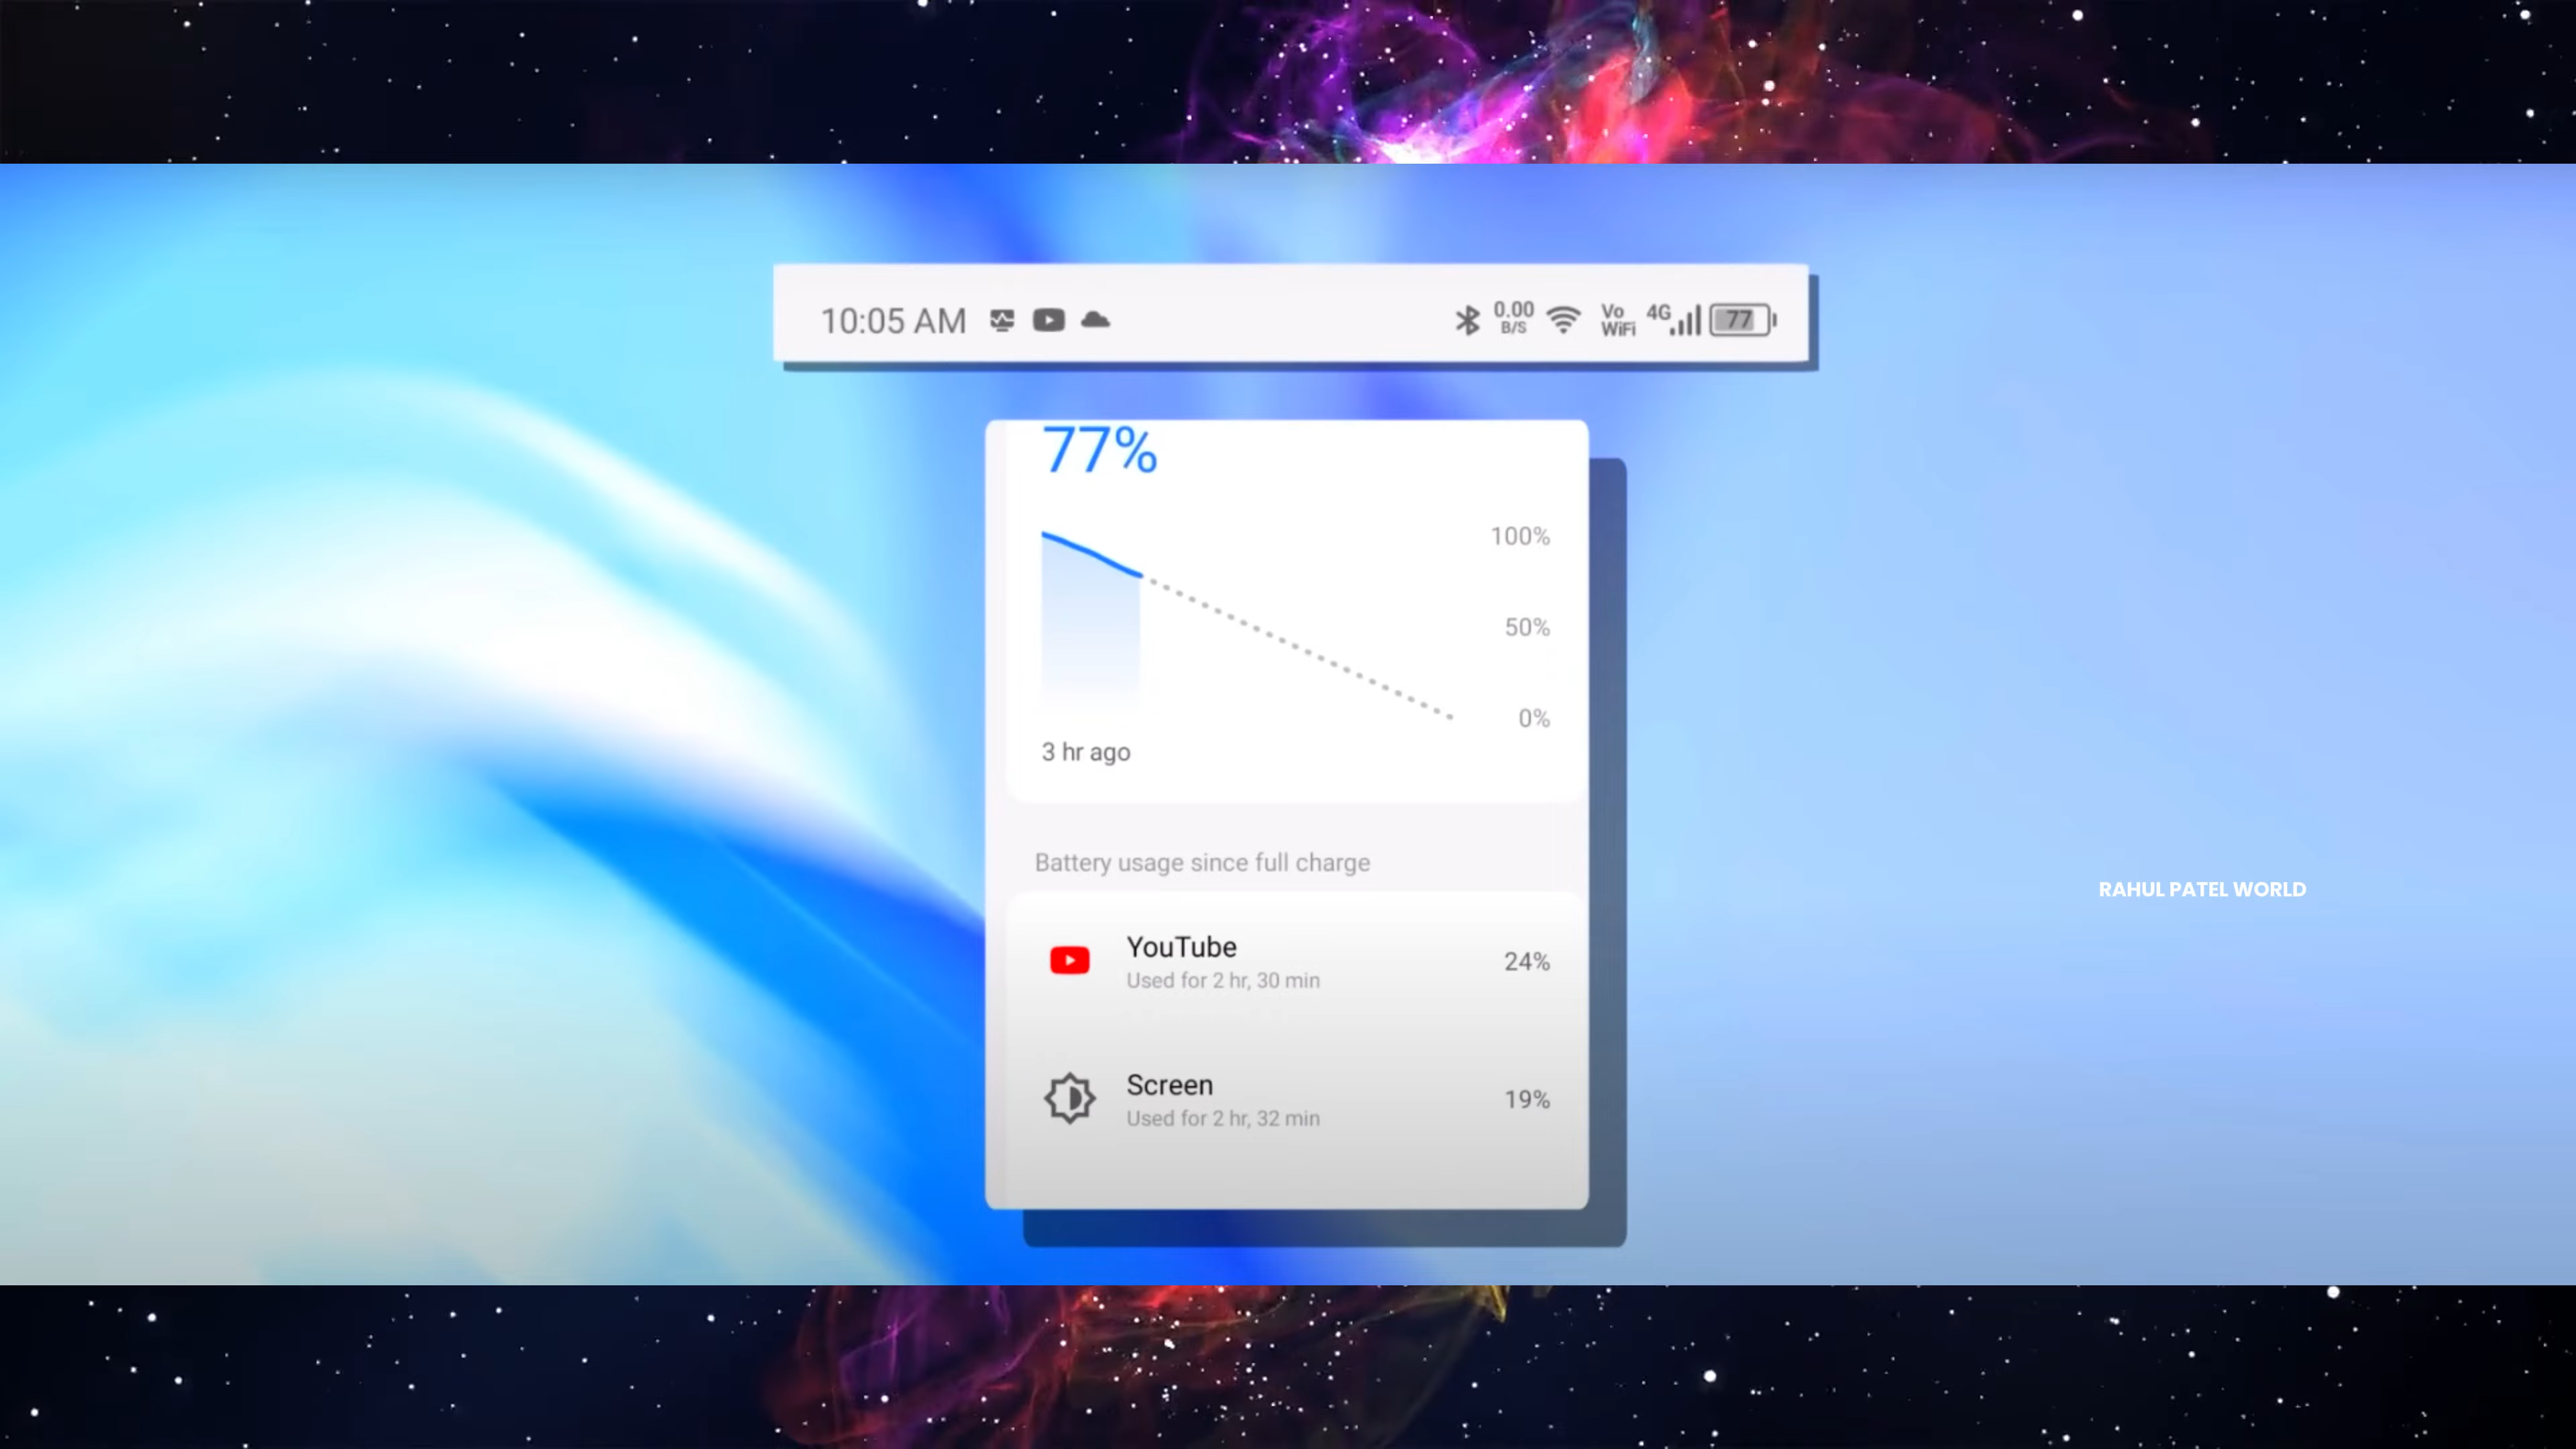 10:05 AM
0.00
B/S
Vo
WiFi
4G
77
77%
100%
50%
0%
3 hr ago
Battery usage since full charge
YouTube
Used for 2 hr, 30 min
24%
Screen
Used for 2 hr, 32 min
19%
RAHUL PATEL WORLD